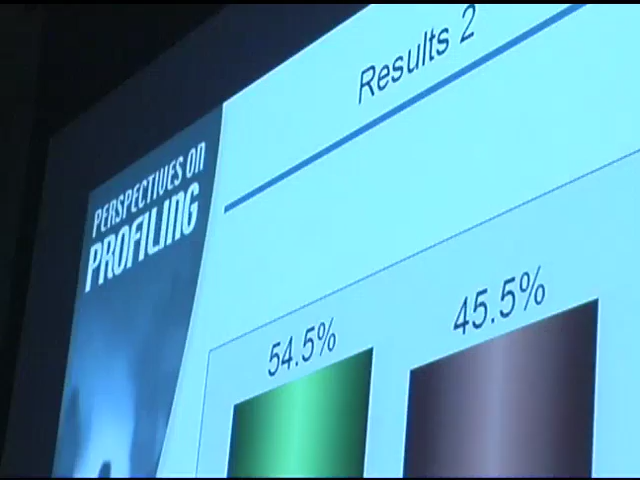 Results 2
PERSPECTIVES ON
PROFILING
54.5%
45.5%